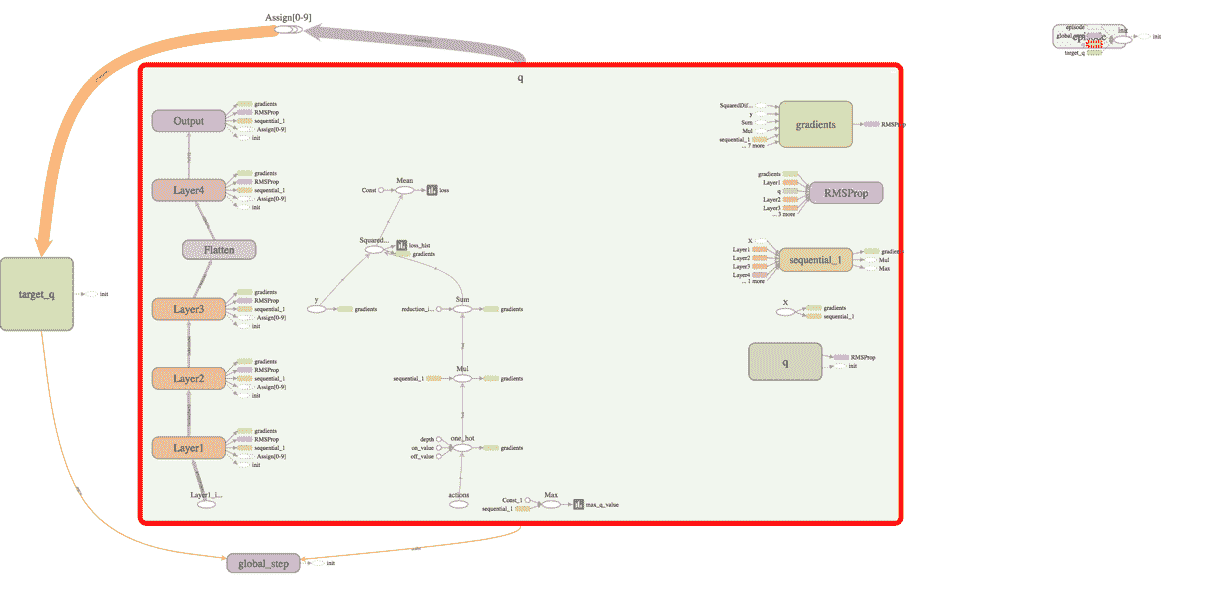 Assign[0-9]
q
Output
gradients
RMSProp
sequential_1
Assign[0-9]
init
Layer4
gradients
RMSProp
sequential_1
Assign[0-9]
init
Flatten
Layer3
gradients
RMSProp
sequential_1
Assign[0-9]
init
Layer2
gradients
RMSProp
sequential_1
Assign[0-9]
init
Layer1
gradients
RMSProp
sequential_1
Assign[0-9]
init
Layer1_i...
target_q
init
global_step
init
Mean
Const
loss
Squared...
loss_hist
gradients
y
gradients
Sum
reduction_i...
gradients
Mul
sequential_1
gradients
one_hot
depth
on_value
off_value
gradients
actions
Const_1
sequential_1
Max
max_q_value
SquaredDif...
y
Sum
Mul
sequential_1
... 7 more
gradients
RMSProp
gradients
Layer1
q
Layer2
Layer3
... 3 more
RMSProp
X
Layer1
Layer2
Layer3
Layer4
... 1 more
sequential_1
gradients
Mul
Max
X
gradients
sequential_1
q
RMSProp
init
episode
global_step
target_q
episode
init
init